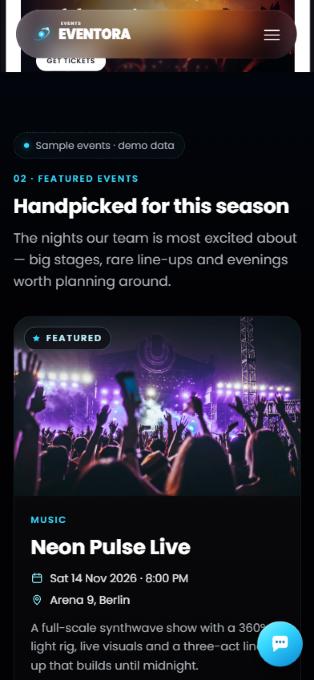 EVENTS
EVENTORA
GET TICKETS
Sample events · demo data
02 · FEATURED EVENTS
Handpicked for this season
The nights our team is most excited about
— big stages, rare line-ups and evenings
worth planning around.
FEATURED
MUSIC
Neon Pulse Live
Sat 14 Nov 2026 · 8:00 PM
Arena 9, Berlin
A full-scale synthwave show with a 360°
light rig, live visuals and a three-act
up that builds until midnight.